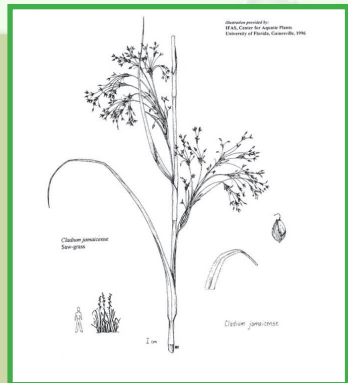 Illustration provided by:
IFAS, Center for Aquatic Plants
University of Florida, Gainesville, 1996
Cladium jamaicense
Saw-grass
1 cm
Cladium jamaicense